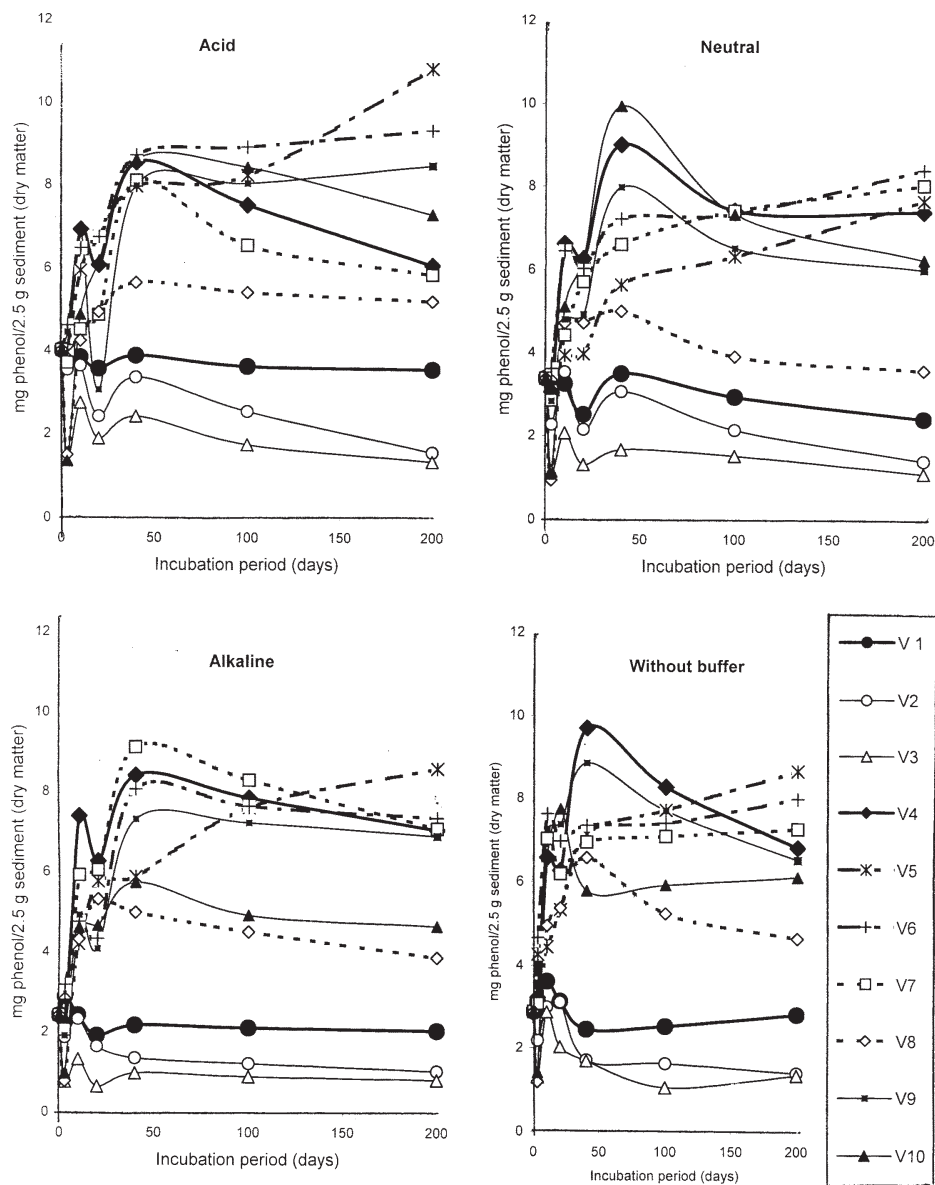 Acid
mg phenol/2.5 g sediment (dry matter)
12
10
8
6
4
2
0
0
50
100
150
200
Incubation period (days)
Neutral
mg phenol/2.5 g sediment (dry matter)
12
10
8
6
4
2
0
0
50
100
150
200
Incubation period (days)
Alkaline
mg phenol/2.5 g sediment (dry matter)
12
10
8
6
4
2
0
0
50
100
150
200
Incubation period (days)
Without buffer
mg phenol/2.5 g sediment (dry matter)
12
10
8
6
4
2
0
0
50
100
150
200
Incubation period (days)
V 1
V2
V3
V4
V5
V6
V7
V8
V9
V10